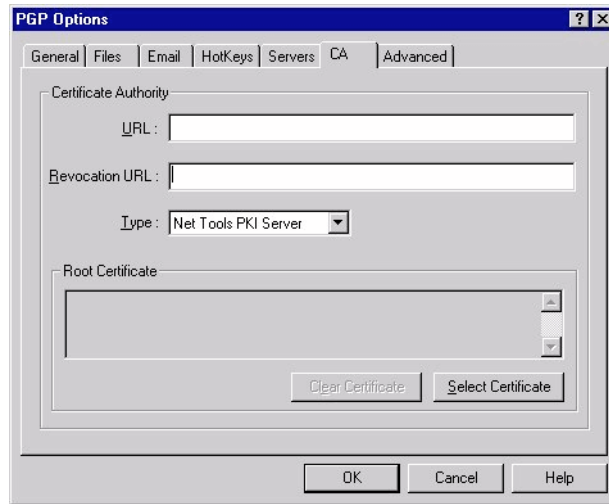 PGP Options
General Files Email HotKeys Servers CA Advanced
Certificate Authority
URL :
Revocation URL :
Type : Net Tools PKI Server
Root Certificate
Clear Certificate Select Certificate
OK Cancel Help